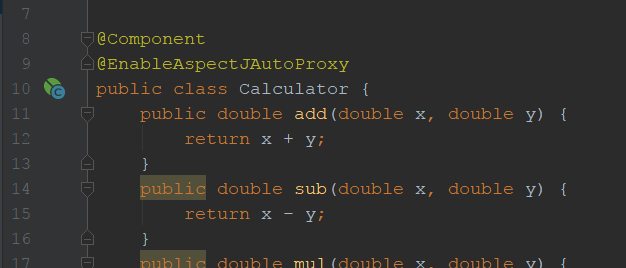 7
8 @Component
9 @EnableAspectJAutoProxy
10 public class Calculator {
11 public double add(double x, double y) {
12 return x + y;
13 }
14 public double sub(double x, double y) {
15 return x - y;
16 }
17 public double mul(double x, double y) {